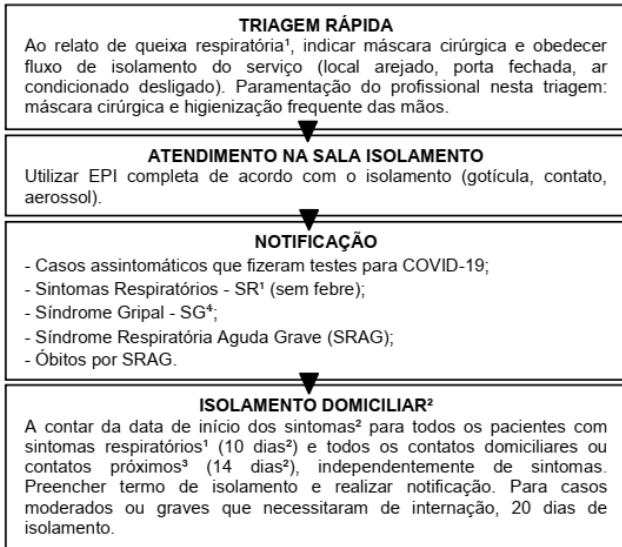 TRIAGEM RÁPIDA
Ao relato de queixa respiratória¹, indicar máscara cirúrgica e obedecer
fluxo de isolamento do serviço (local arejado, porta fechada, ar
condicionado desligado). Paramentação do profissional nesta triagem:
máscara cirúrgica e higienização frequente das mãos.
ATENDIMENTO NA SALA ISOLAMENTO
Utilizar EPI completa de acordo com o isolamento (gotícula, contato,
aerossol).
NOTIFICAÇÃO
- Casos assintomáticos que fizeram testes para COVID-19;
- Sintomas Respiratórios - SR¹ (sem febre);
- Síndrome Gripal - SG⁴;
- Síndrome Respiratória Aguda Grave (SRAG);
- Óbitos por SRAG.
ISOLAMENTO DOMICILIAR²
A contar da data de início dos sintomas² para todos os pacientes com
sintomas respiratórios¹ (10 dias²) e todos os contatos domiciliares ou
contatos próximos³ (14 dias²), independentemente de sintomas.
Preencher termo de isolamento e realizar notificação. Para casos
moderados ou graves que necessitaram de internação, 20 dias de
isolamento.